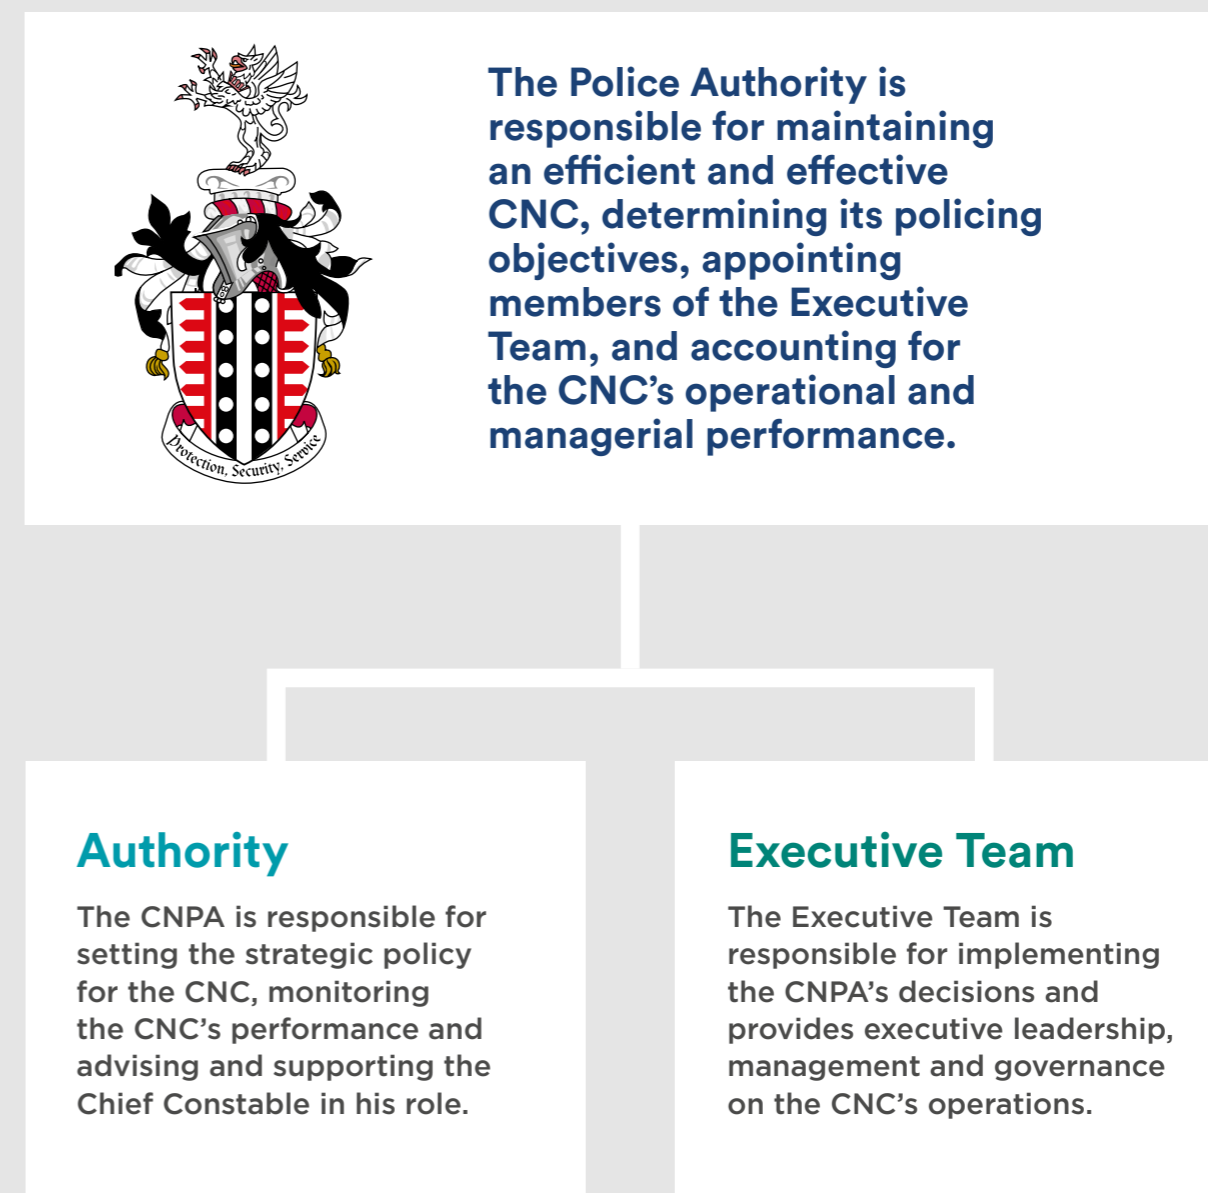 The Police Authority is
responsible for maintaining
an efficient and effective
CNC, determining its policing
objectives, appointing
members of the Executive
Team, and accounting for
the CNC’s operational and
managerial performance.
Protection, Security, Service
Authority
The CNPA is responsible for
setting the strategic policy
for the CNC, monitoring
the CNC’s performance and
advising and supporting the
Chief Constable in his role.
Executive Team
The Executive Team is
responsible for implementing
the CNPA’s decisions and
provides executive leadership,
management and governance
on the CNC’s operations.